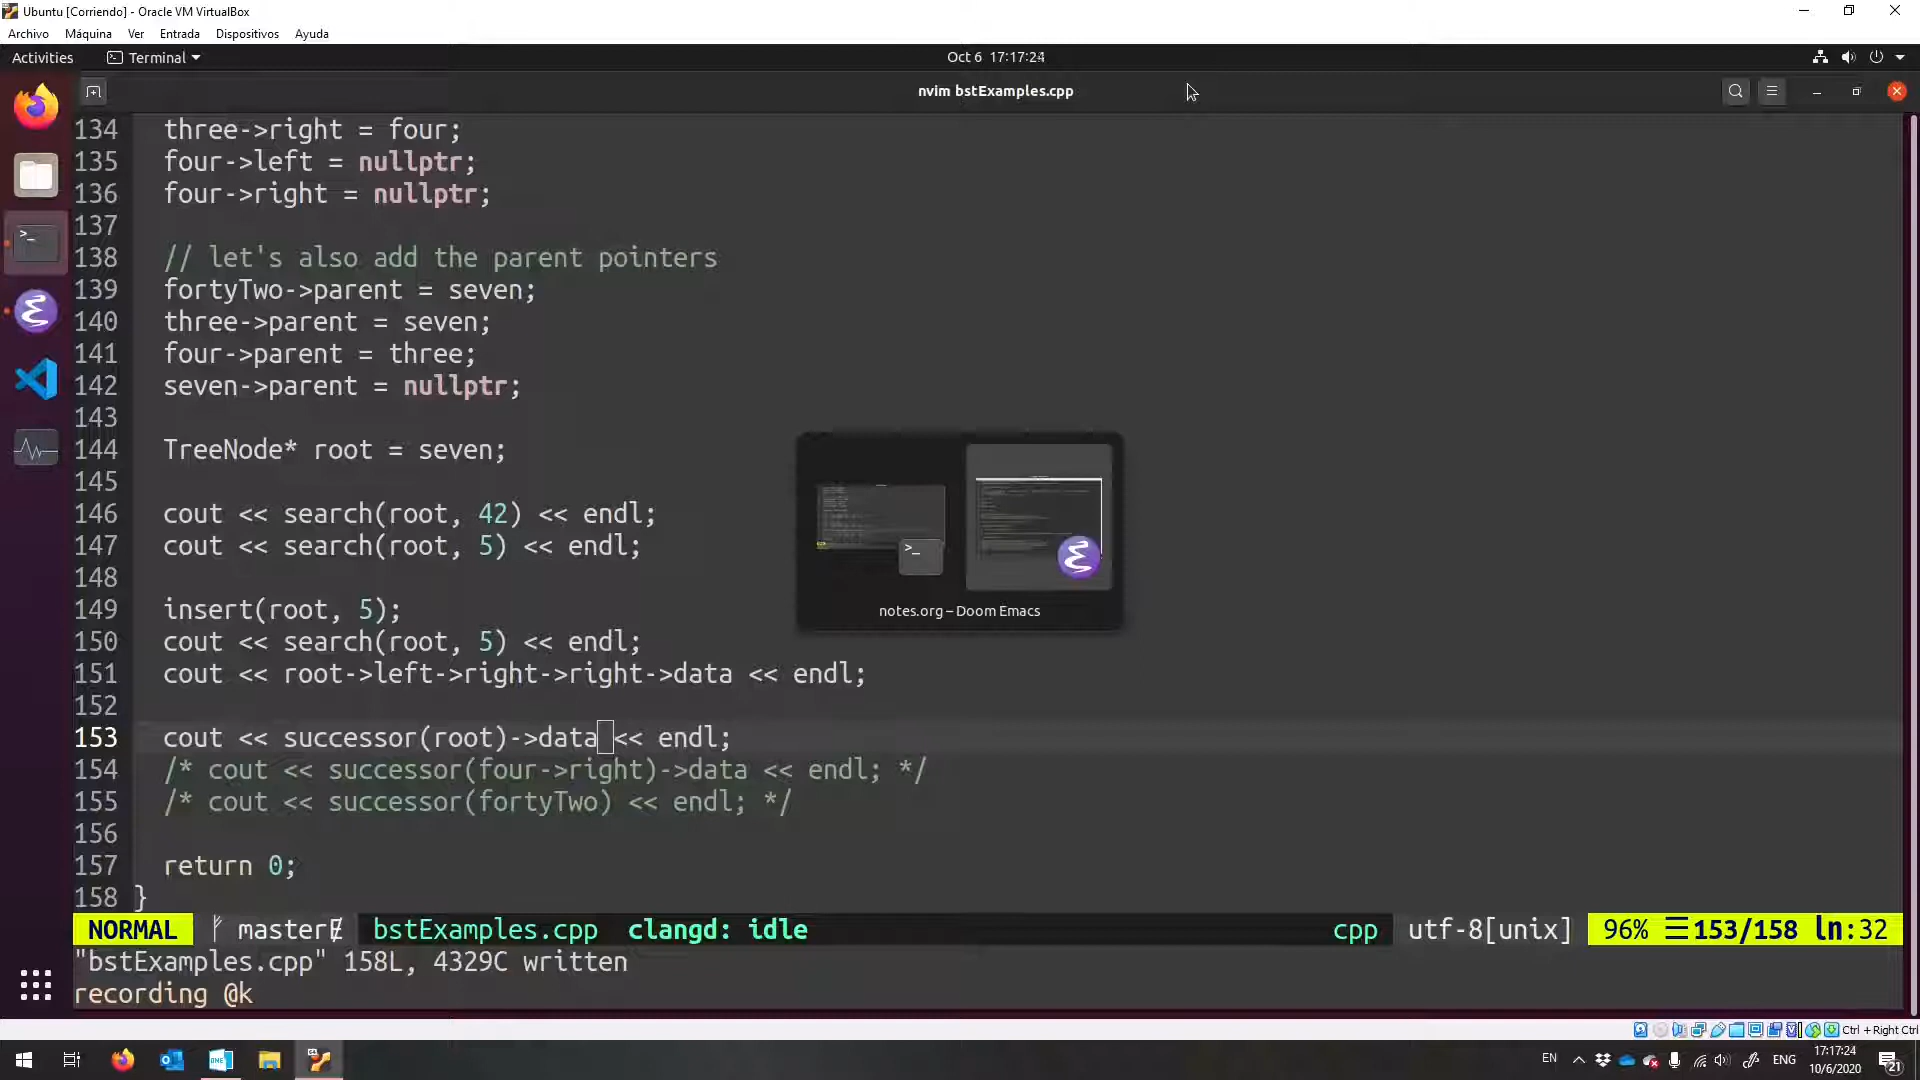 Ubuntu [Corriendo] - Oracle VM VirtualBox
Archivo Máquina Ver Entrada Dispositivos Ayuda
Activities Terminal Oct 6 17:17:24
nvim bstExamples.cpp
134 three->right = four;
135 four->left = nullptr;
136 four->right = nullptr;
137
138 // let's also add the parent pointers
139 fortyTwo->parent = seven;
140 three->parent = seven;
141 four->parent = three;
142 seven->parent = nullptr;
143
144 TreeNode* root = seven;
145
146 cout << search(root, 42) << endl;
147 cout << search(root, 5) << endl;
148
149 insert(root, 5);
150 cout << search(root, 5) << endl;
151 cout << root->left->right->right->data << endl;
152
153 cout << successor(root)->data << endl;
154 /* cout << successor(four->right)->data << endl; */
155 /* cout << successor(fortyTwo) << endl; */
156
157 return 0;
158 }
notes.org – Doom Emacs
NORMAL master bstExamples.cpp clangd: idle cpp utf-8[unix] 96% ☰153/158 ln:32
"bstExamples.cpp" 158L, 4329C written
recording @k
Ctrl + Right Ctrl
EN ENG 17:17:24
10/6/2020 21